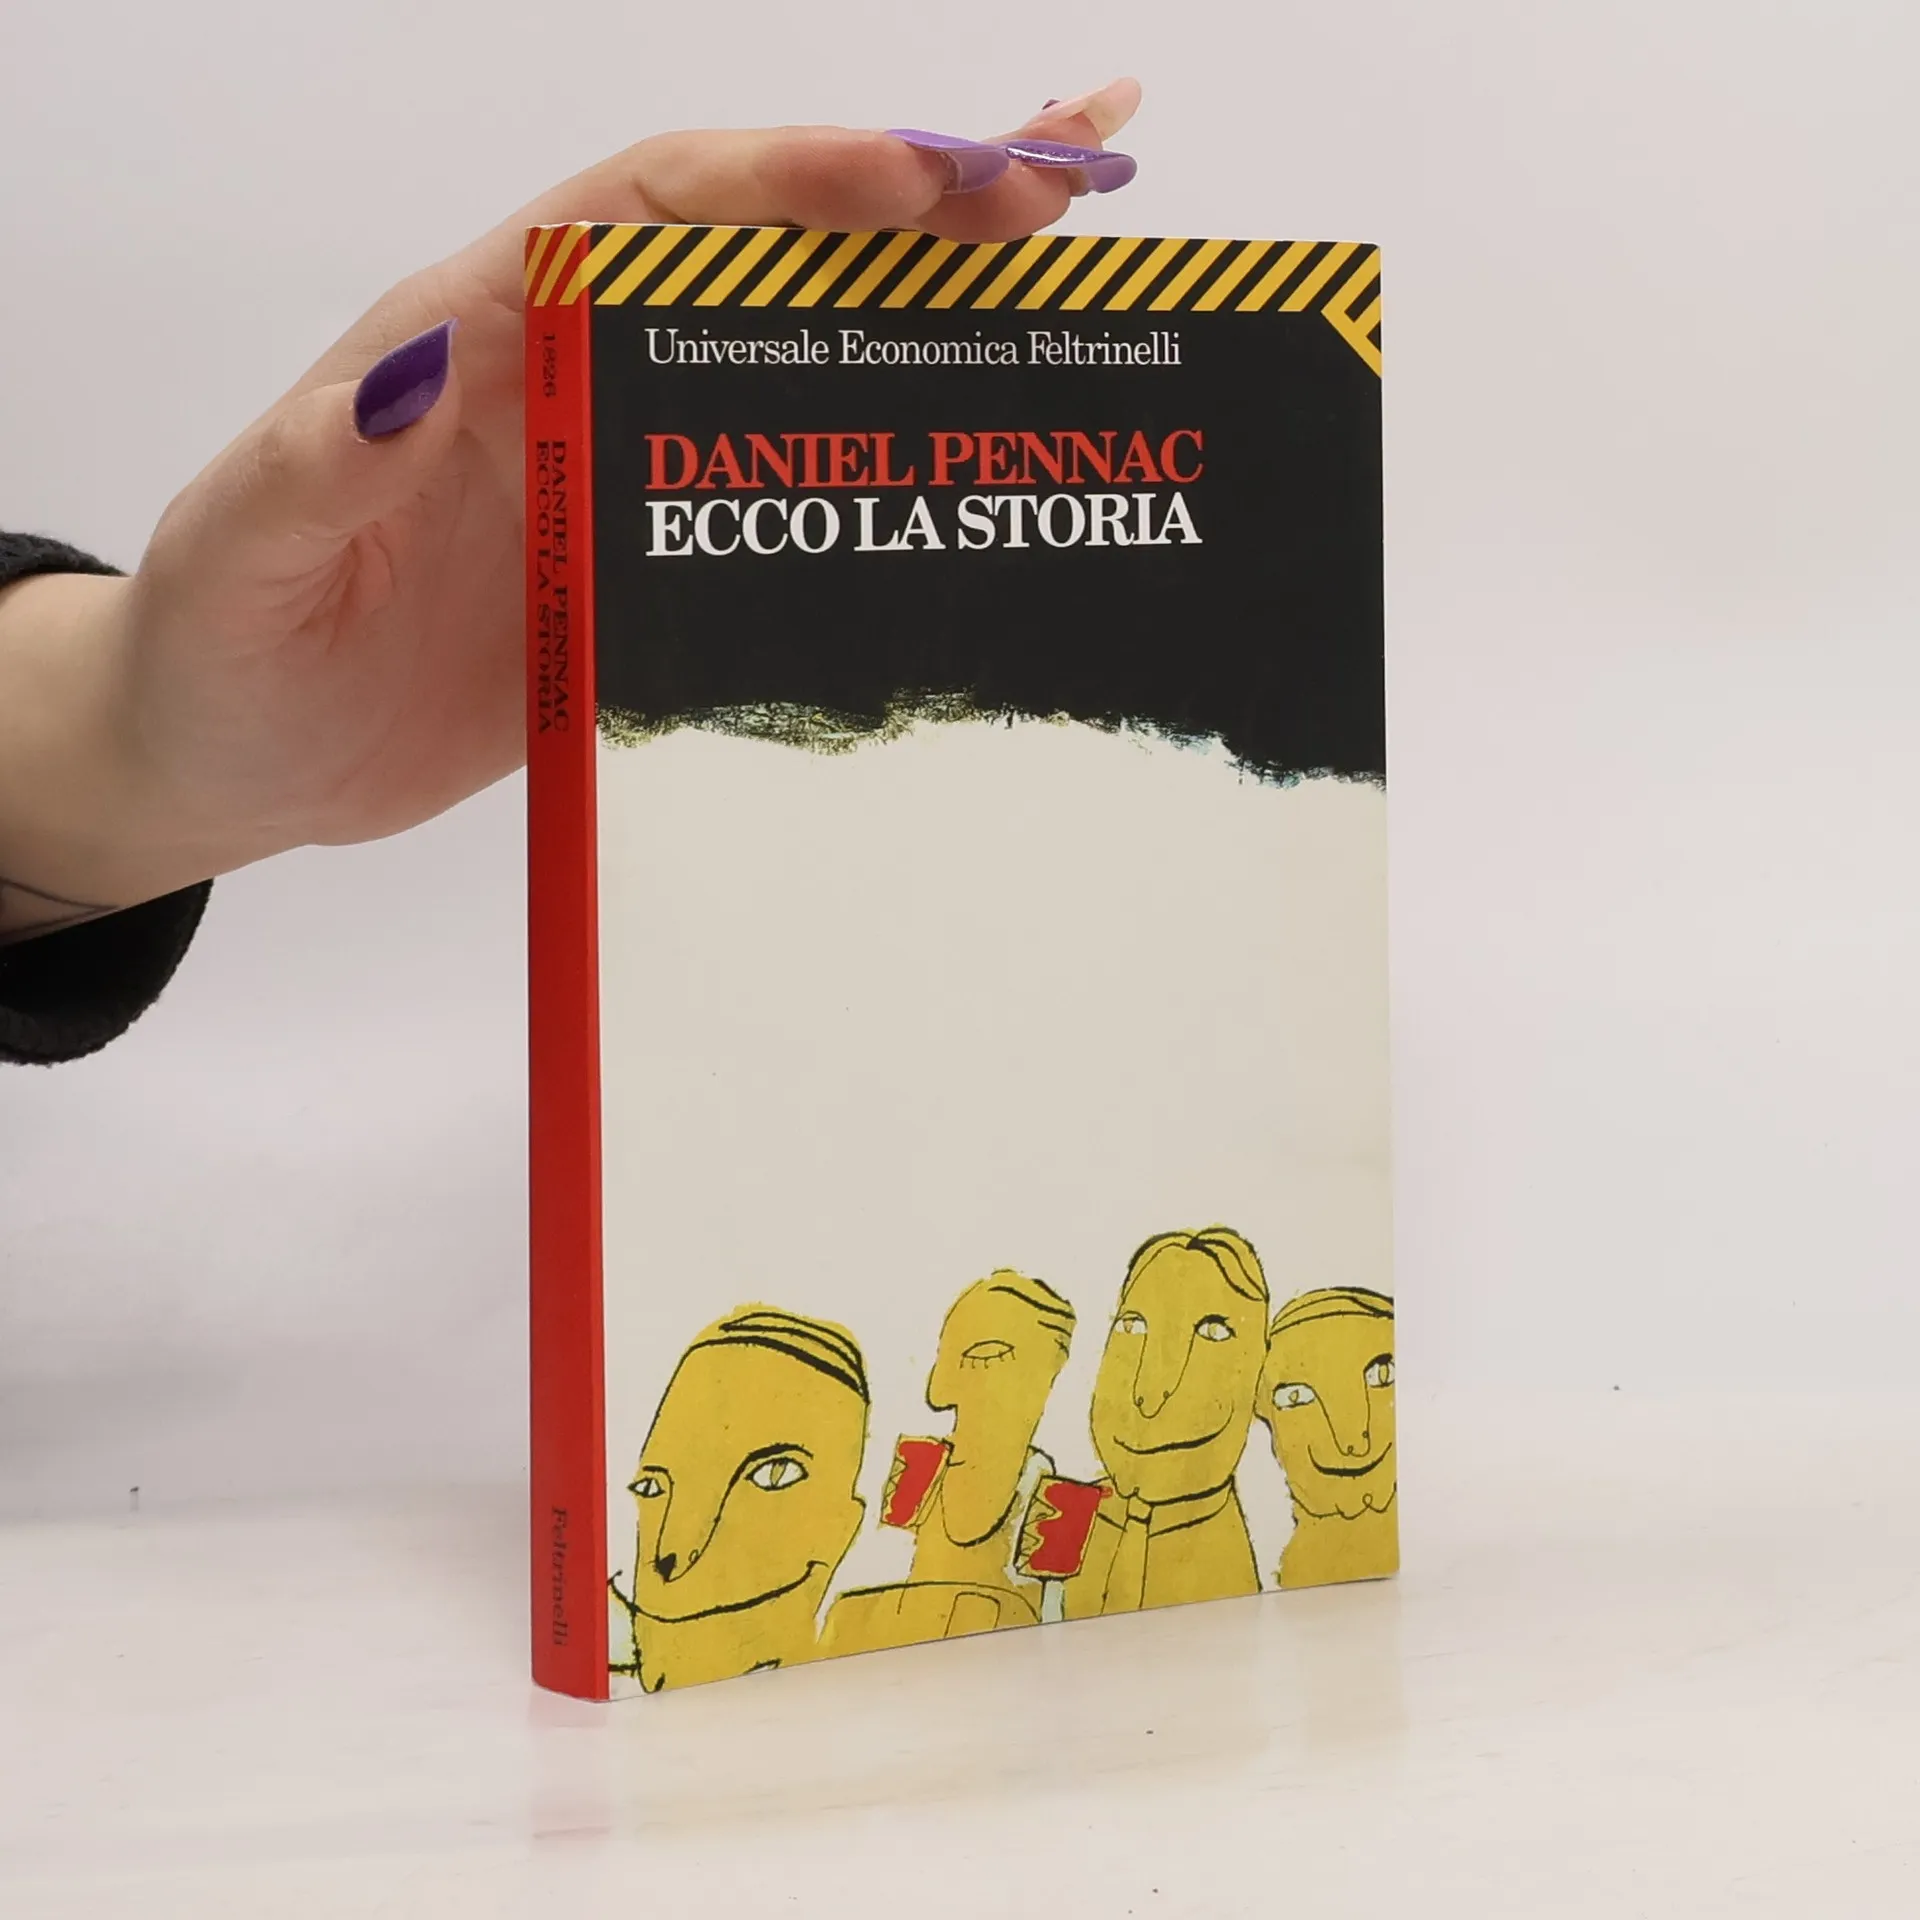 Universale Economica Feltrinelli
DANIEL PENNAC
ECCO LA STORIA
1826
DANIEL PENNAC
ECCO LA STORIA
Feltrinelli